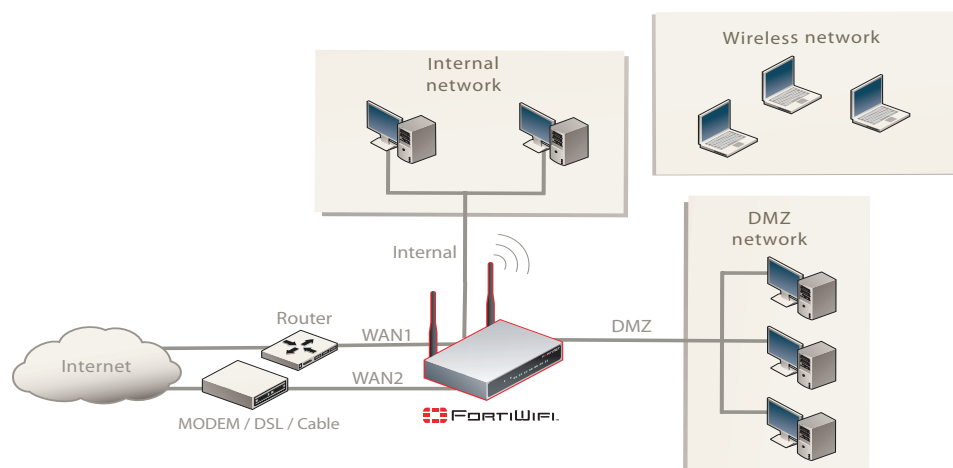 Internal
network
Wireless network
DMZ
network
Internal
Router
WAN1
DMZ
Internet
WAN2
MODEM / DSL / Cable
FORTIWIFI.